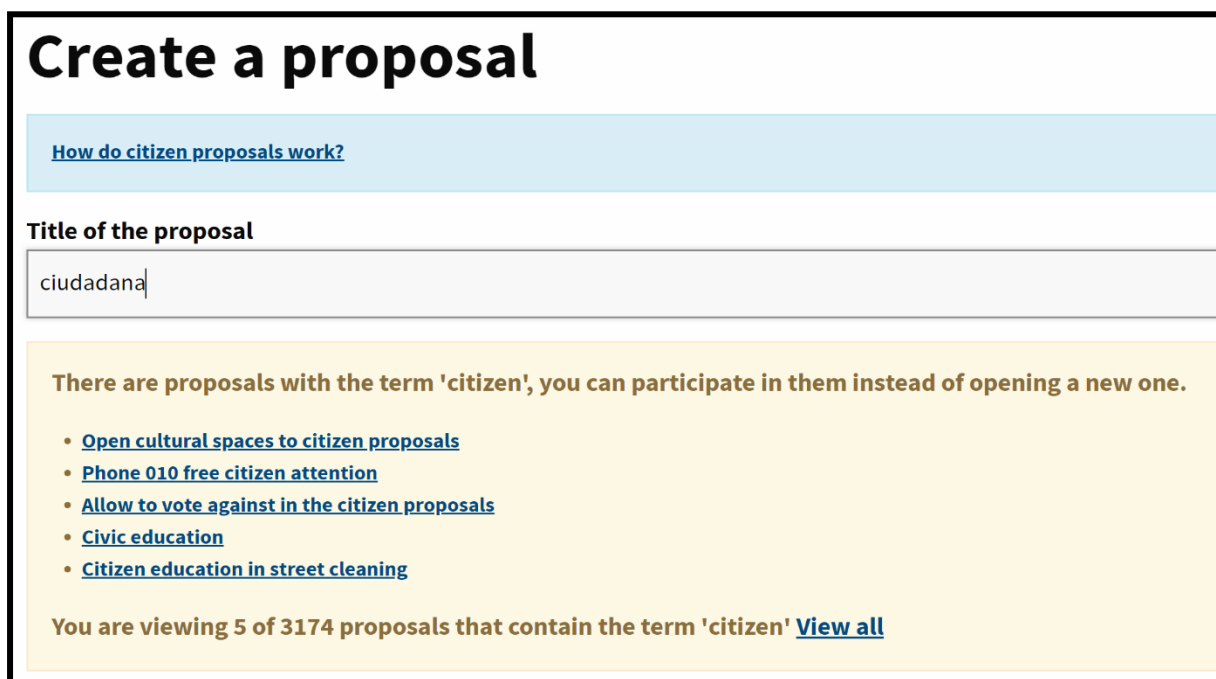 Create a proposal
How do citizen proposals work?
Title of the proposal
ciudadana
There are proposals with the term 'citizen', you can participate in them instead of opening a new one.
• Open cultural spaces to citizen proposals
• Phone 010 free citizen attention
• Allow to vote against in the citizen proposals
• Civic education
• Citizen education in street cleaning
You are viewing 5 of 3174 proposals that contain the term 'citizen' View all